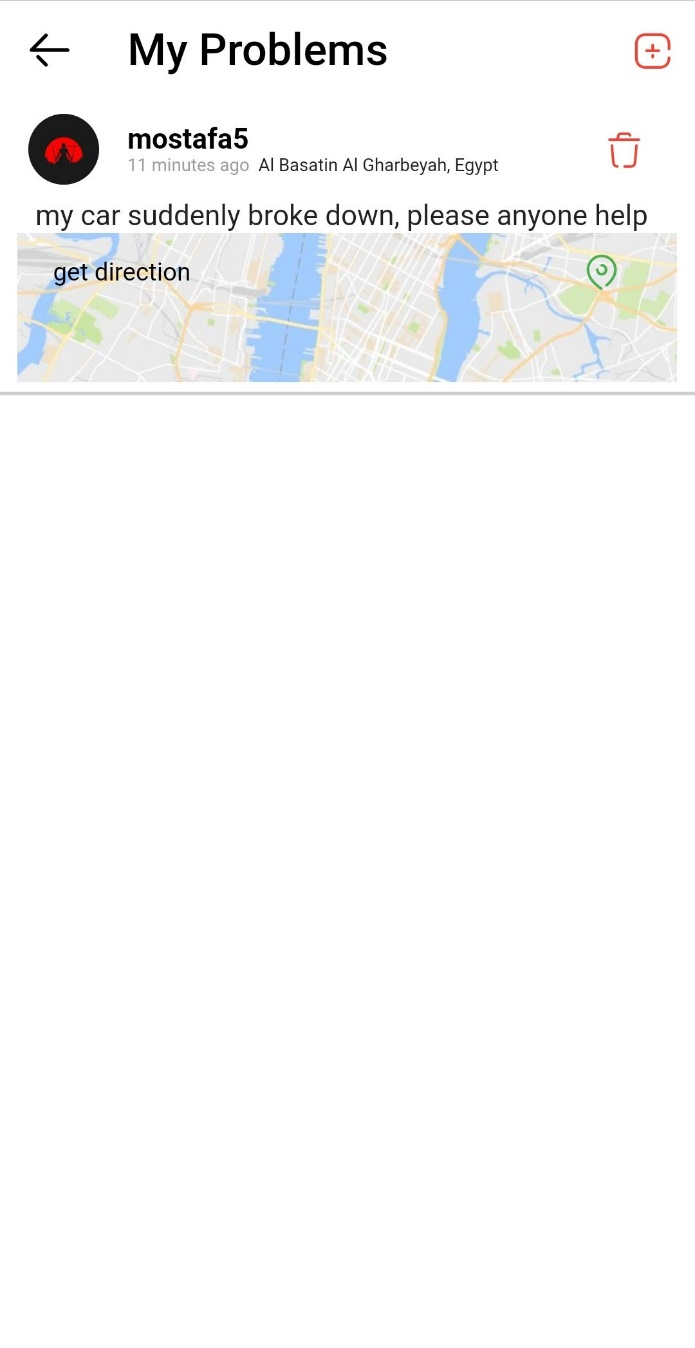 My Problems
mostafa5
11 minutes ago Al Basatin Al Gharbeyah, Egypt
my car suddenly broke down, please anyone help
get direction